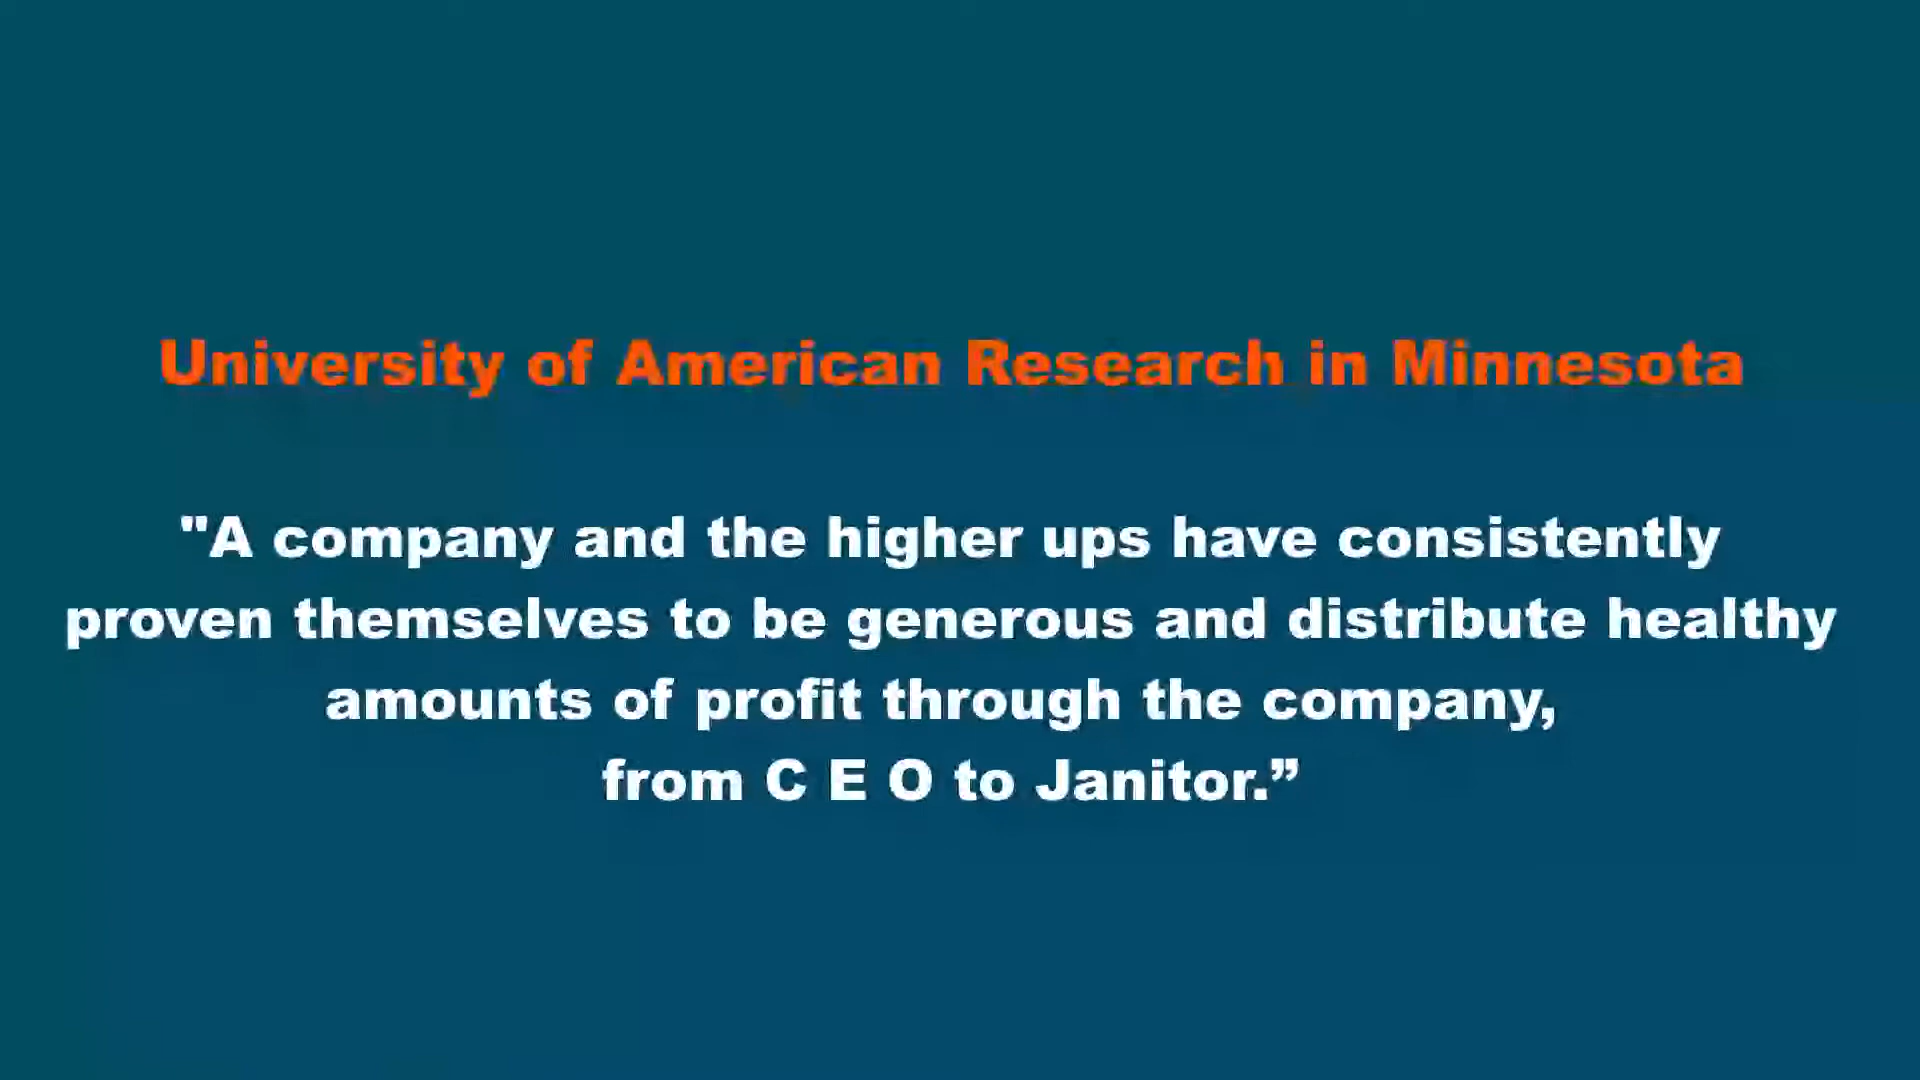 University of American Research in Minnesota
"A company and the higher ups have consistently
proven themselves to be generous and distribute healthy
amounts of profit through the company,
from C E O to Janitor.”